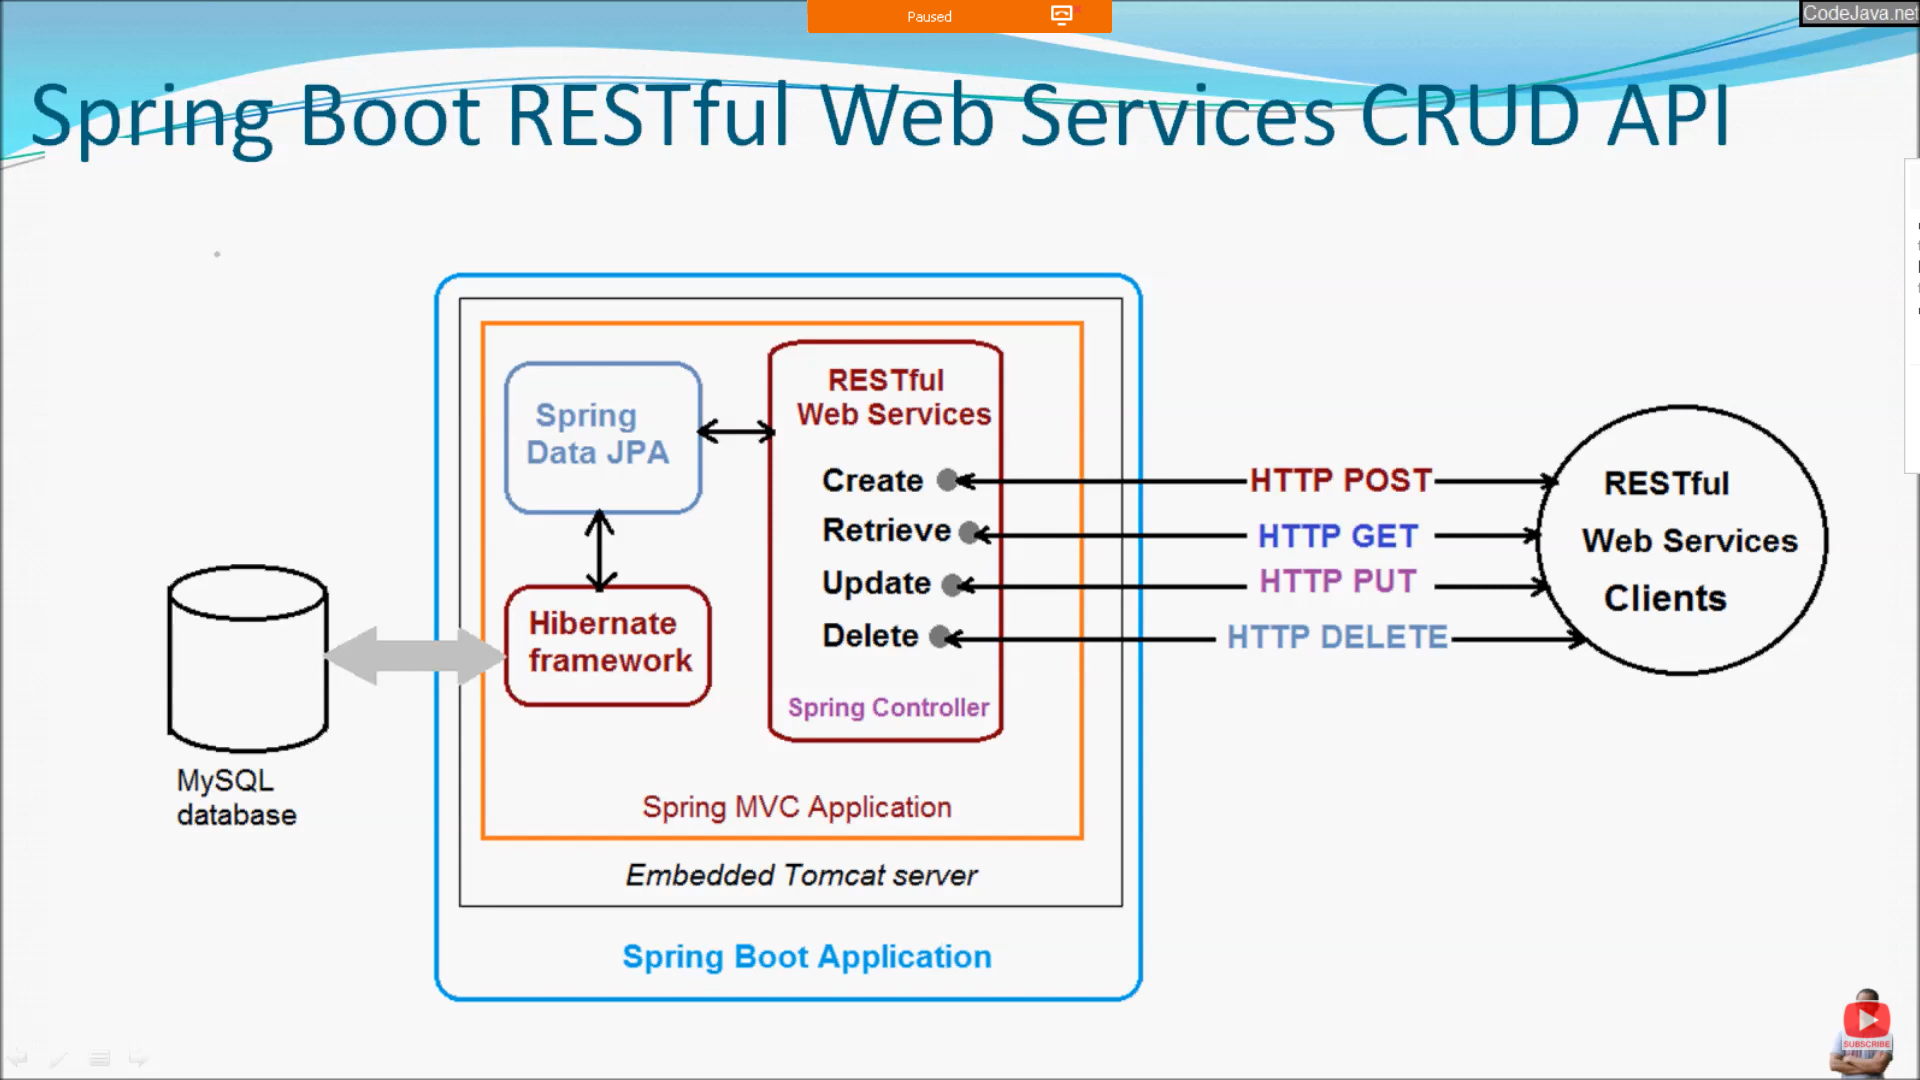 Paused
CodeJava.net
Spring Boot RESTful Web Services CRUD API
Spring
Data JPA
RESTful
Web Services
Create
Retrieve
Update
Delete
Spring Controller
HTTP POST
HTTP GET
HTTP PUT
HTTP DELETE
RESTful
Web Services
Clients
Hibernate
framework
MySQL
database
Spring MVC Application
Embedded Tomcat server
Spring Boot Application
SUBSCRIBE